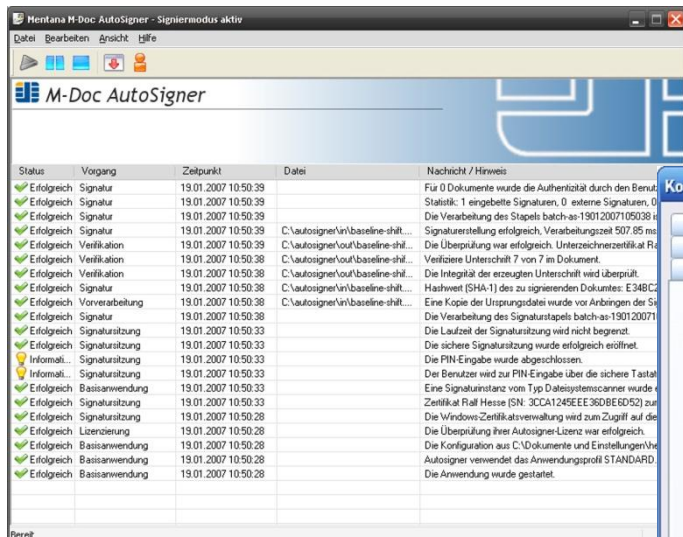 Mentana M-Doc AutoSigner - Signiermodus aktiv
Datei Bearbeiten Ansicht Hilfe
M-Doc AutoSigner
Status Vorgang Zeitpunkt Datei Nachricht / Hinweis
Erfolgreich Signatur 19.01.2007 10:50:39 Für 0 Dokumente wurde die Authentizität durch den Benut
Erfolgreich Signatur 19.01.2007 10:50:39 Statistik: 1 eingebette Signaturen, 0 externe Signaturen, 0
Erfolgreich Signatur 19.01.2007 10:50:39 Die Verarbeitung des Stapels batch-as-19012007105038 is
Erfolgreich Signatur 19.01.2007 10:50:39 C:\autosigner\in\baseline-shift.... Signaturerstellung erfolgreich, Verarbeitungszeit 507.85 ms.
Erfolgreich Verifikation 19.01.2007 10:50:39 C:\autosigner\out\baseline-shif... Die Überprüfung war erfolgreich. Unterzeichnerzertifikat Ra
Erfolgreich Verifikation 19.01.2007 10:50:38 C:\autosigner\out\baseline-shif... Verifiziere Unterschrift 7 von 7 im Dokument.
Erfolgreich Verifikation 19.01.2007 10:50:38 C:\autosigner\out\baseline-shif... Die Integrität der erzeugten Unterschrift wird überprüft.
Erfolgreich Signatur 19.01.2007 10:50:38 C:\autosigner\in\baseline-shift.... Hashwert (SHA-1) des zu signierenden Dokumtes: E34BC2
Erfolgreich Vorverarbeitung 19.01.2007 10:50:38 C:\autosigner\in\baseline-shift.... Eine Kopie der Ursprungsdatei wurde vor Anbringen der Si
Erfolgreich Signatur 19.01.2007 10:50:38 Die Verarbeitung des Signaturstapels batch-as-190120071
Erfolgreich Signatursitzung 19.01.2007 10:50:33 Die Laufzeit der Signatursitzung wird nicht begrenzt.
Erfolgreich Signatursitzung 19.01.2007 10:50:33 Die sichere Signatursitzung wurde erfolgreich eröffnet.
Informati... Signatursitzung 19.01.2007 10:50:33 Die PIN-Eingabe wurde abgeschlossen.
Informati... Signatursitzung 19.01.2007 10:50:33 Der Benutzer wird zur PIN-Eingabe über die sichere Tastat
Erfolgreich Basisanwendung 19.01.2007 10:50:33 Eine Signaturinstanz vom Typ Dateisystemscanner wurde e
Erfolgreich Signatursitzung 19.01.2007 10:50:33 Zertifikat Ralf Hesse (SN: 3CCA1245EEE36DBE6D52) zur
Erfolgreich Signatursitzung 19.01.2007 10:50:28 Die Windows-Zertifikatsverwaltung wird zum Zugriff auf die
Erfolgreich Lizenzierung 19.01.2007 10:50:28 Die Überprüfung ihrer Autosigner-Lizenz war erfolgreich.
Erfolgreich Basisanwendung 19.01.2007 10:50:28 Die Konfiguration aus C:\Dokumente und Einstellungen\he
Erfolgreich Basisanwendung 19.01.2007 10:50:28 Autosigner verwendet das Anwendungsprofil STANDARD.
Erfolgreich Basisanwendung 19.01.2007 10:50:28 Die Anwendung wurde gestartet.
Bereit
Ko